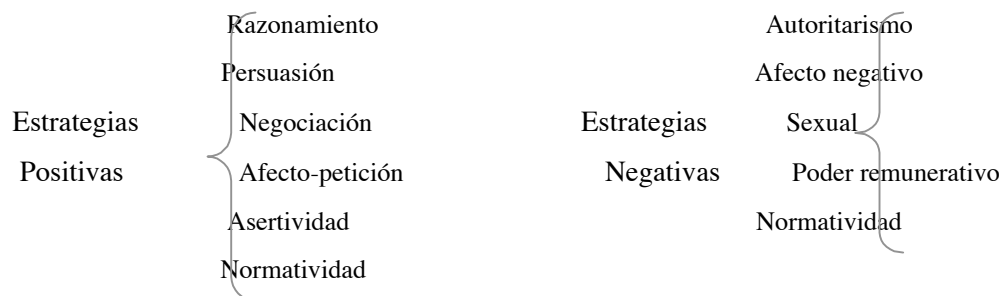 Razonamiento
Persuasión
Estrategias Negociación
Positivas Afecto-petición
Asertividad
Normatividad
Autoritarismo
Afecto negativo
Estrategias Sexual
Negativas Poder remunerativo
Normatividad